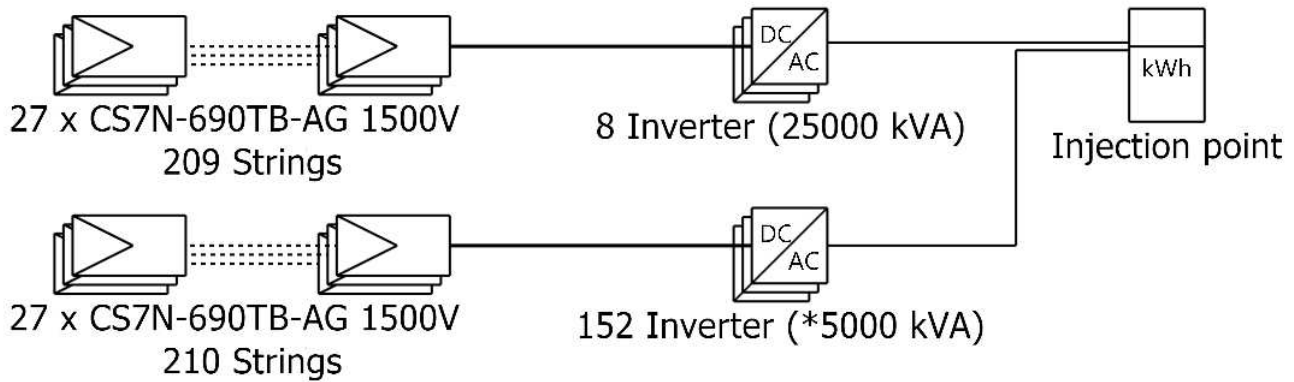 DC
AC
kWh
27 x CS7N-690TB-AG 1500V
209 Strings
8 Inverter (25000 kVA)
Injection point
DC
AC
27 x CS7N-690TB-AG 1500V
210 Strings
152 Inverter (*5000 kVA)